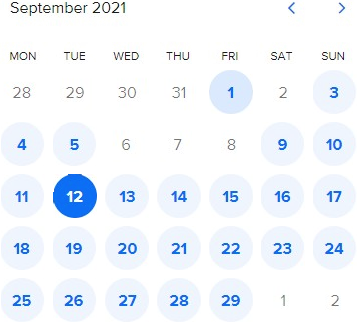 September 2021
MON TUE WED THU FRI SAT SUN
28 29 30 31 1 2 3
4 5 6 7 8 9 10
11 12 13 14 15 16 17
18 19 20 21 22 23 24
25 26 27 28 29 1 2